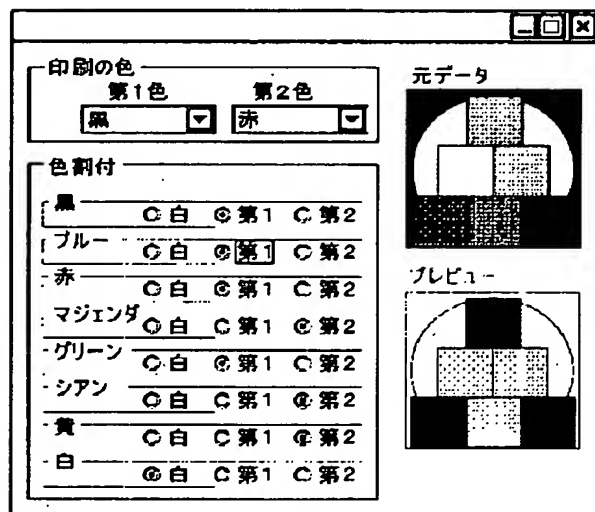 印刷の色
第1色 第2色
黒 赤
色割付
黒
白 第1 第2
ブルー
白 第1 第2
赤
白 第1 第2
マジェンダ
白 第1 第2
グリーン
白 第1 第2
シアン
白 第1 第2
黄
白 第1 第2
白
白 第1 第2
元データ
プレビュー